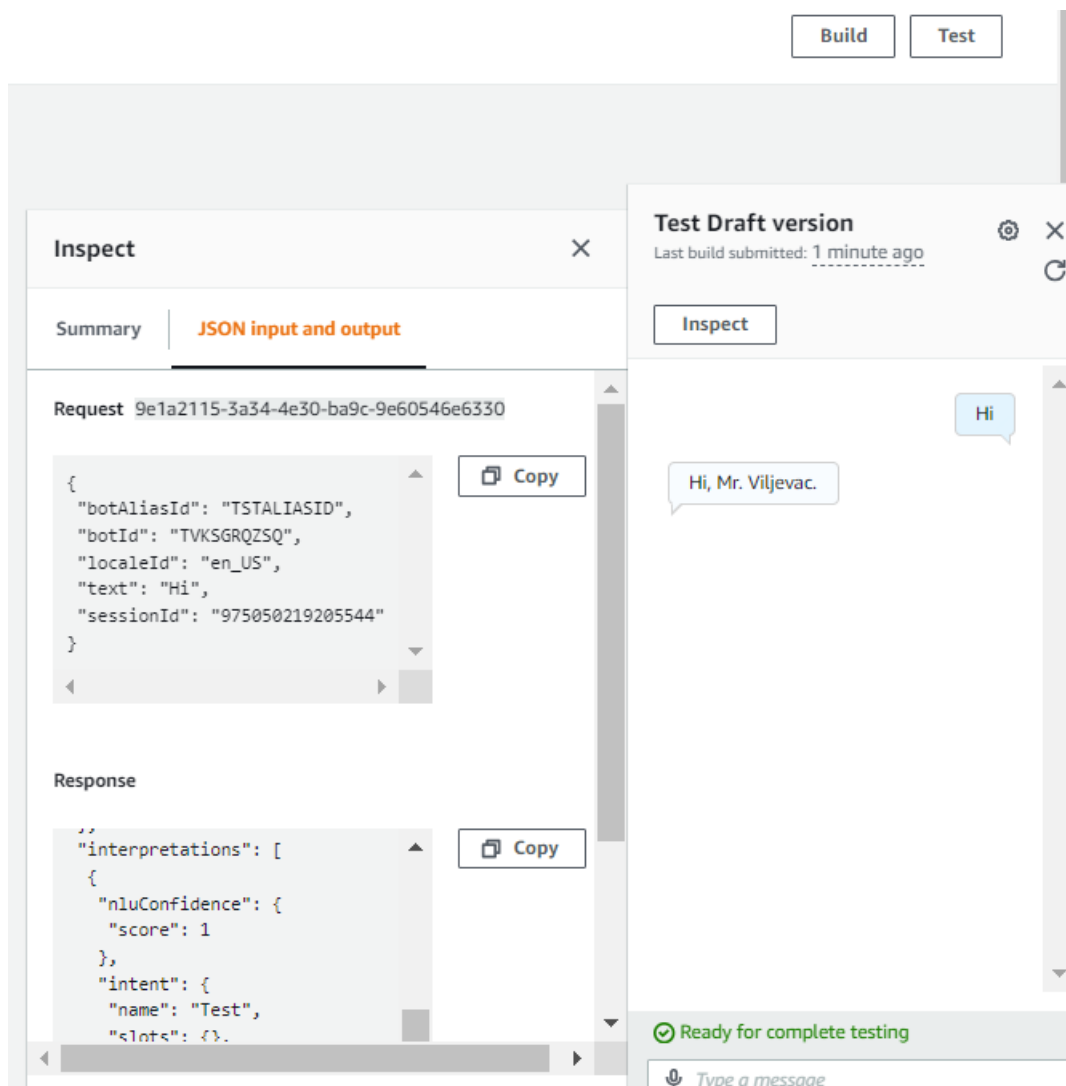 Build
Test
Inspect
Summary
JSON input and output
Request 9e1a2115-3a34-4e30-ba9c-9e60546e6330
{
"botAliasId": "TSTALIASID",
"botId": "TVKSGRQZSQ",
"localeId": "en_US",
"text": "Hi",
"sessionId": "975050219205544"
}
Copy
Response
"interpretations": [
{
"nluConfidence": {
"score": 1
},
"intent": {
"name": "Test",
"slots": {},
Copy
Test Draft version
Last build submitted: 1 minute ago
Inspect
Hi
Hi, Mr. Viljevac.
Ready for complete testing
Type a message